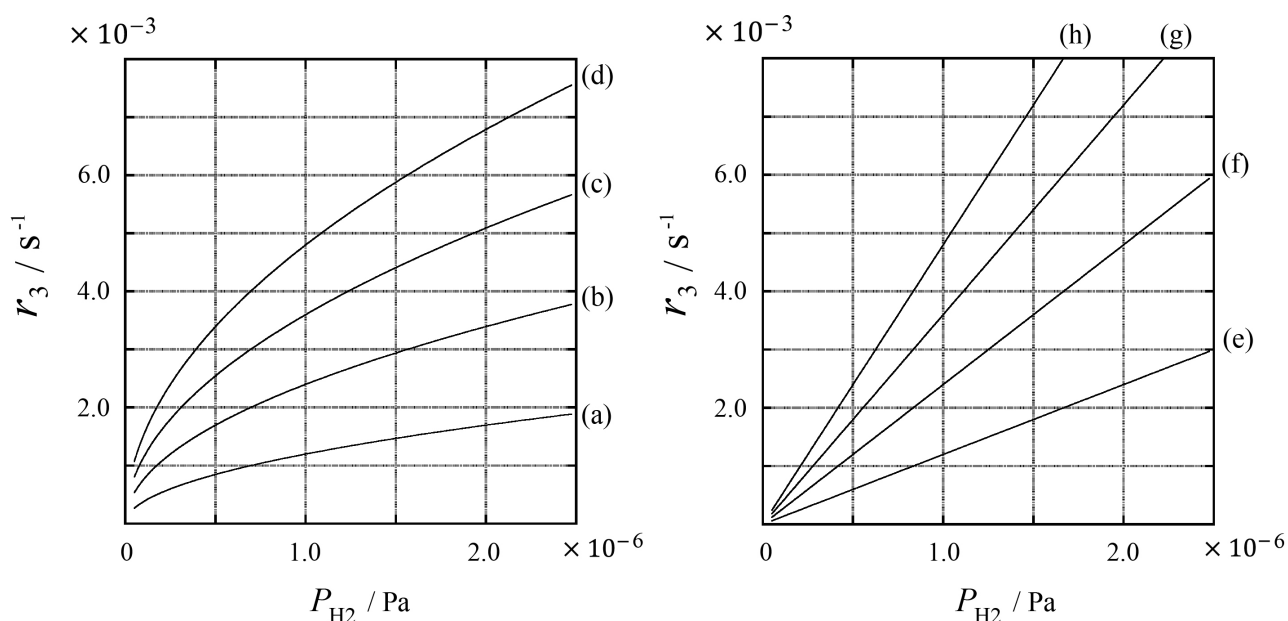 × 10⁻³
(d)
6.0
(c)
r₃ / s⁻¹
4.0
(b)
2.0
(a)
0
1.0
2.0
× 10⁻⁶
P_H2 / Pa
× 10⁻³
(h)
(g)
6.0
(f)
r₃ / s⁻¹
4.0
(e)
2.0
0
1.0
2.0
× 10⁻⁶
P_H2 / Pa